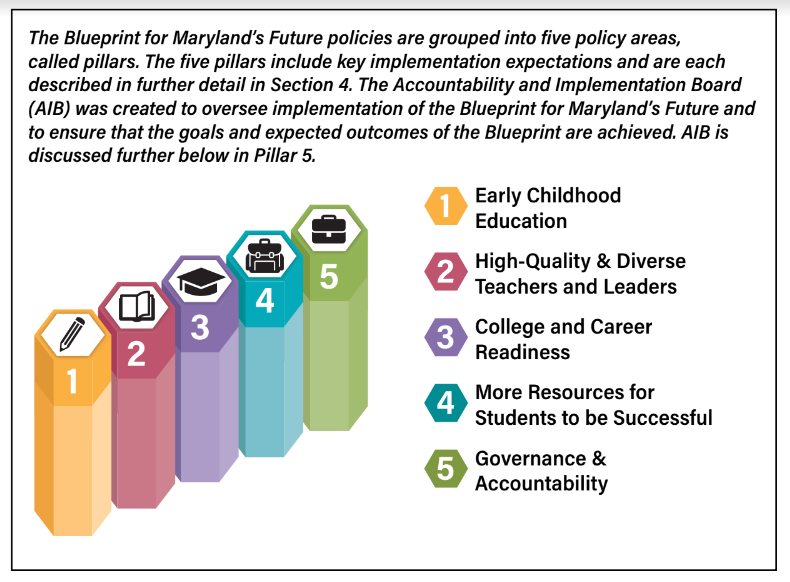 The Blueprint for Maryland's Future policies are grouped into five policy areas,
called pillars. The five pillars include key implementation expectations and are each
described in further detail in Section 4. The Accountability and Implementation Board
(AIB) was created to oversee implementation of the Blueprint for Maryland's Future and
to ensure that the goals and expected outcomes of the Blueprint are achieved. AIB is
discussed further below in Pillar 5.
1
2
3
4
5
1 Early Childhood
Education
2 High-Quality & Diverse
Teachers and Leaders
3 College and Career
Readiness
4 More Resources for
Students to be Successful
5 Governance &
Accountability